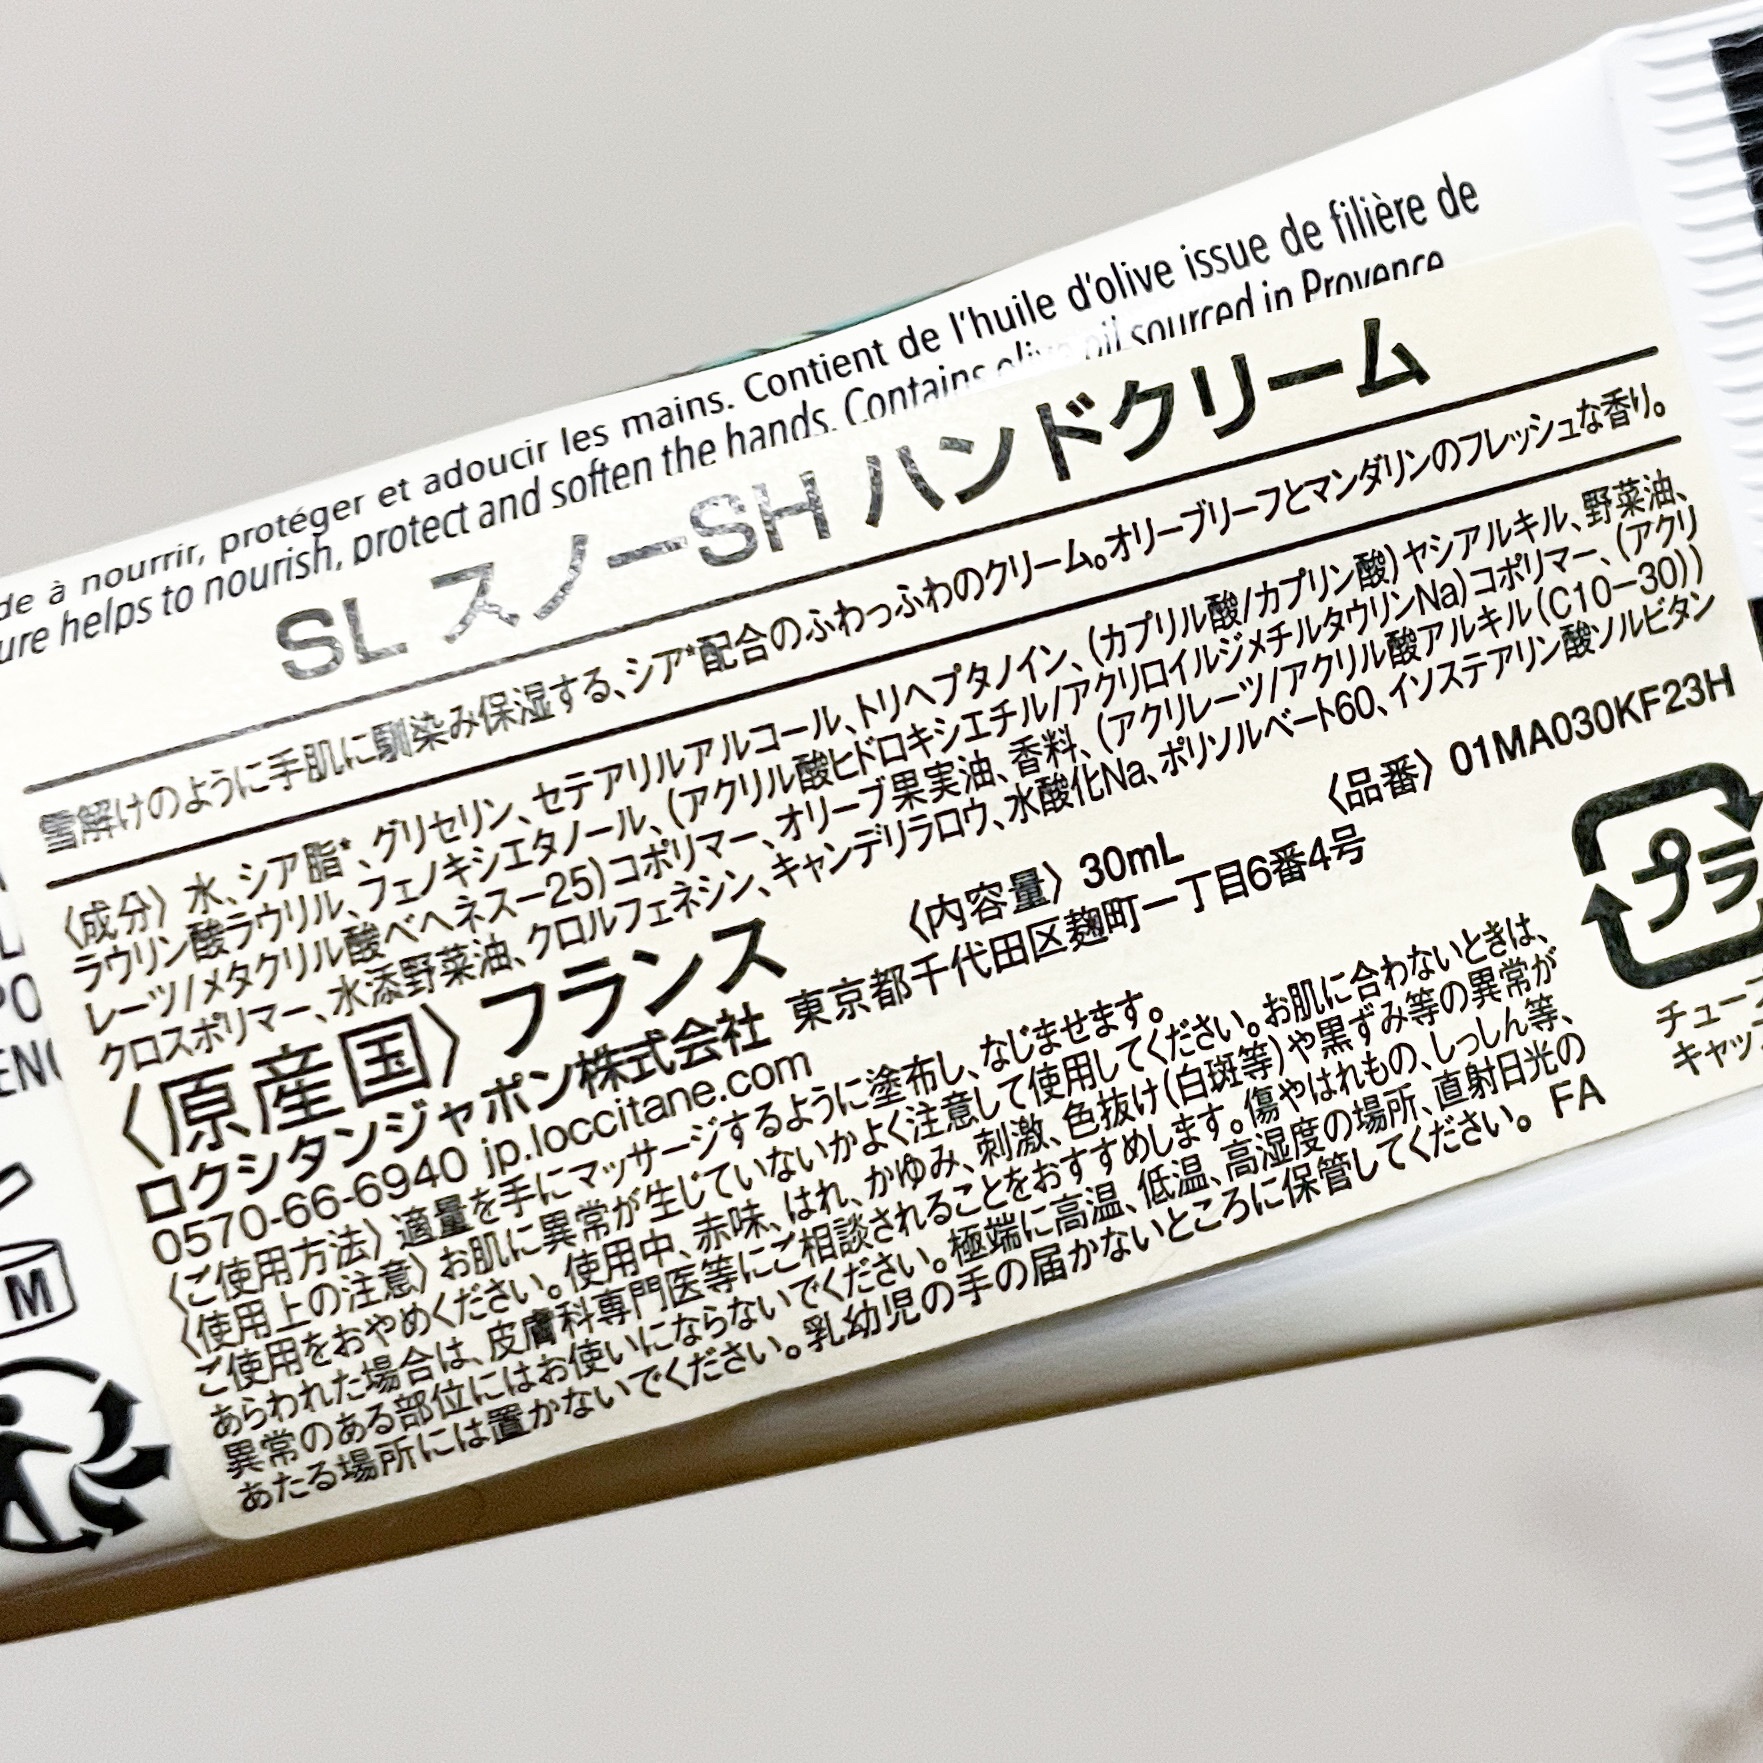 de à nourrir, protéger et adoucir les mains. Contient de l'huile d'olive issue de filière de
ure helps to nourish, protect and soften the hands. Contains olive oil sourced in Provence
SL スノーSH ハンドクリーム
雪解けのように手肌に馴染み保湿する、シア*配合のふわっふわのクリーム。オリーブリーフとマンダリンのフレッシュな香り。
〈成分〉 水、シア脂*、グリセリン、セテアリルアルコール、トリヘプタノイン、(カプリル酸/カプリン酸)ヤシアルキル、野菜油、
ラウリン酸ラウリル、フェノキシエタノール、(アクリル酸ヒドロキシエチル/アクリロイルジメチルタウリンNa)コポリマー、(アクリ
レーツ/メタクリル酸ベヘネス−25)コポリマー、オリーブ果実油、香料、(アクリレーツ/アクリル酸アルキル(C10−30))
クロスポリマー、水添野菜油、クロルフェネシン、キャンデリラロウ、水酸化Na、ポリソルベート60、イソステアリン酸ソルビタン
〈原産国〉フランス 〈内容量〉 30mL 〈品番〉 01MA030KF23H
ロクシタンジャポン株式会社 東京都千代田区麹町一丁目6番4号
0570-66-6940 jp.loccitane.com
〈ご使用方法〉適量を手にマッサージするように塗布し、なじませます。
〈使用上の注意〉お肌に異常が生じていないかよく注意して使用してください。お肌に合わないときは、
ご使用をおやめください。使用中、赤味、はれ、かゆみ、刺激、色抜け(白斑等)や黒ずみ等の異常が
あらわれた場合は、皮膚科専門医等にご相談されることをおすすめします。傷やはれもの、しっしん等、
異常のある部位にはお使いにならないでください。極端に高温、低温、高湿度の場所、直射日光の
あたる場所には置かないでください。乳幼児の手の届かないところに保管してください。 FA
プラ
チューブ
キャッ
L
PO
EN
M